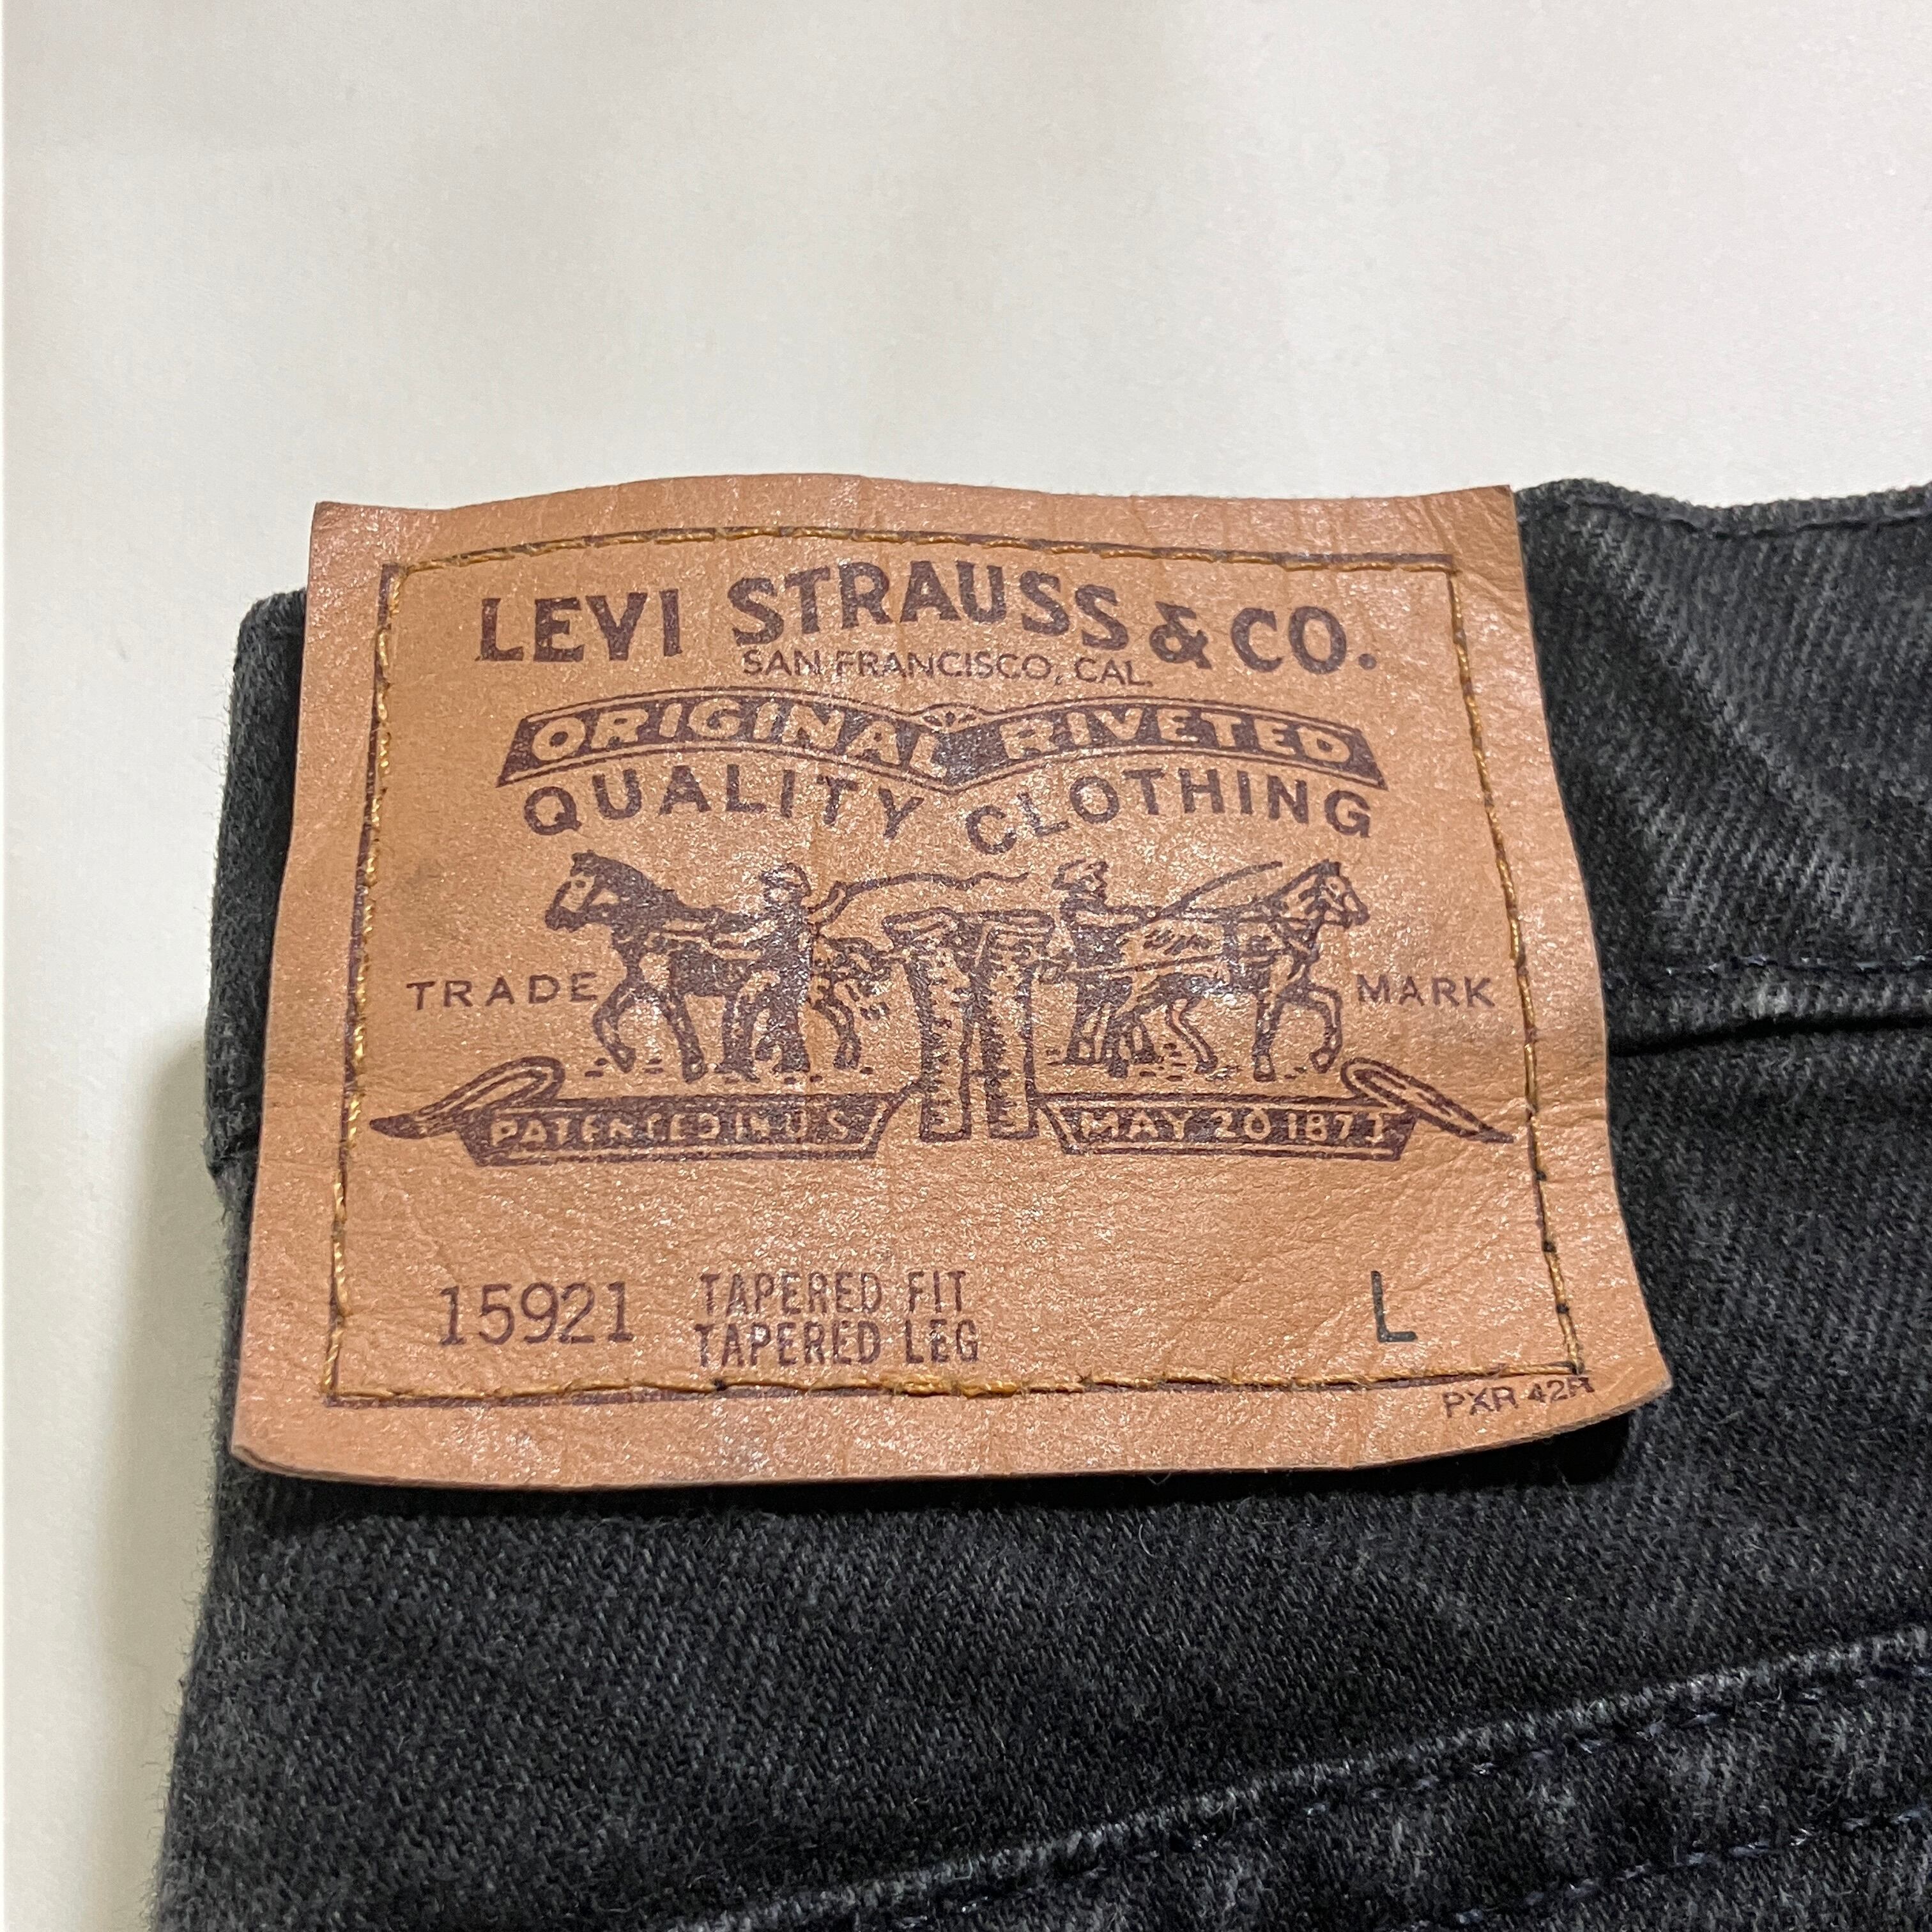 LEVI STRAUSS & CO.
SAN FRANCISCO, CAL.
ORIGINAL RIVETED
QUALITY CLOTHING
TRADE MARK
PATENTED IN U.S. MAY 20 1873
15921 TAPERED FIT L
TAPERED LEG
PXR 42R